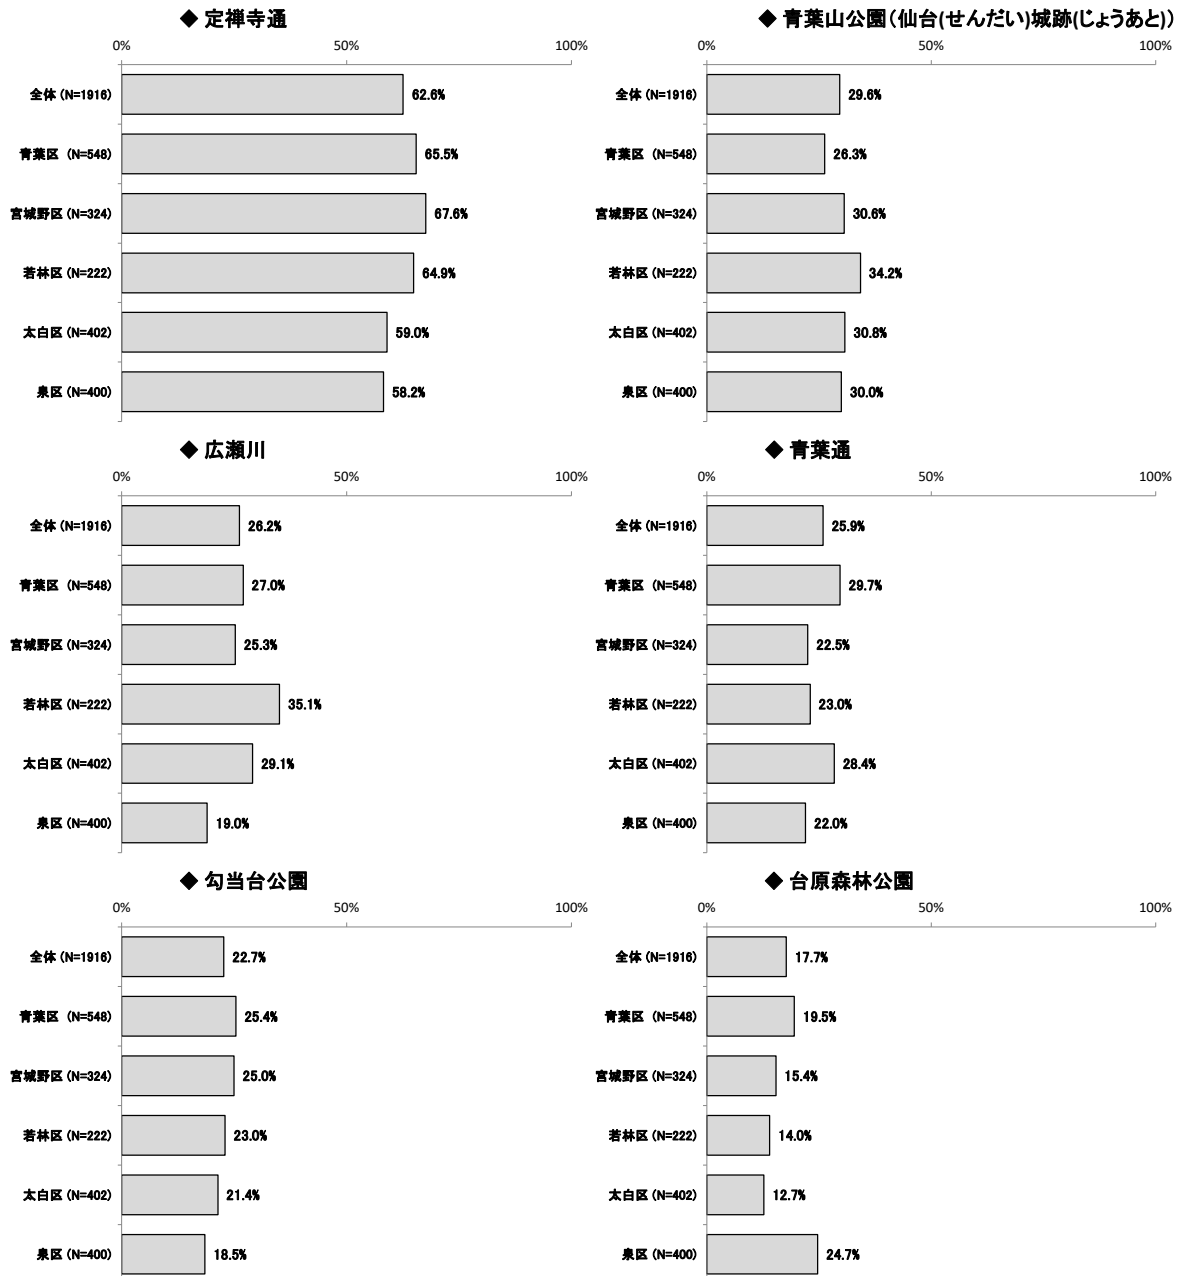 ◆ 定禅寺通
0% 50% 100%
全体 (N=1916) 62.6%
青葉区 (N=548) 65.5%
宮城野区 (N=324) 67.6%
若林区 (N=222) 64.9%
太白区 (N=402) 59.0%
泉区 (N=400) 58.2%
◆ 青葉山公園(仙台(せんだい)城跡(じょうあと))
0% 50% 100%
全体 (N=1916) 29.6%
青葉区 (N=548) 26.3%
宮城野区 (N=324) 30.6%
若林区 (N=222) 34.2%
太白区 (N=402) 30.8%
泉区 (N=400) 30.0%
◆ 広瀬川
0% 50% 100%
全体 (N=1916) 26.2%
青葉区 (N=548) 27.0%
宮城野区 (N=324) 25.3%
若林区 (N=222) 35.1%
太白区 (N=402) 29.1%
泉区 (N=400) 19.0%
◆ 青葉通
0% 50% 100%
全体 (N=1916) 25.9%
青葉区 (N=548) 29.7%
宮城野区 (N=324) 22.5%
若林区 (N=222) 23.0%
太白区 (N=402) 28.4%
泉区 (N=400) 22.0%
◆ 勾当台公園
0% 50% 100%
全体 (N=1916) 22.7%
青葉区 (N=548) 25.4%
宮城野区 (N=324) 25.0%
若林区 (N=222) 23.0%
太白区 (N=402) 21.4%
泉区 (N=400) 18.5%
◆ 台原森林公園
0% 50% 100%
全体 (N=1916) 17.7%
青葉区 (N=548) 19.5%
宮城野区 (N=324) 15.4%
若林区 (N=222) 14.0%
太白区 (N=402) 12.7%
泉区 (N=400) 24.7%